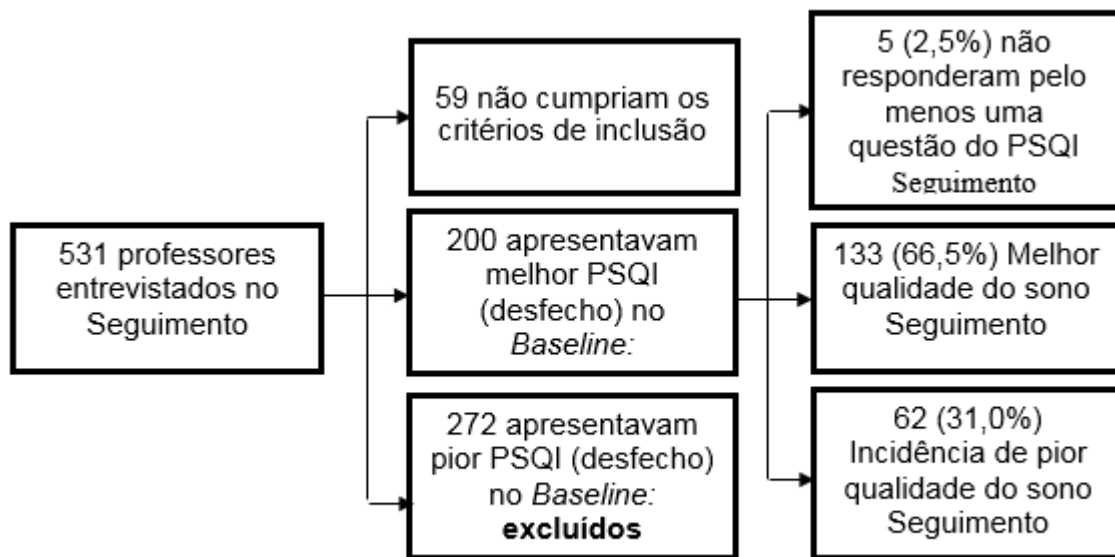 531 professores
entrevistados no
Seguimento
59 não cumpriam os
critérios de inclusão
200 apresentavam
melhor PSQI
(desfecho) no
Baseline:
272 apresentavam
pior PSQI (desfecho)
no Baseline:
excluídos
5 (2,5%) não
responderam pelo
menos uma
questão do PSQI
Seguimento
133 (66,5%) Melhor
qualidade do sono
Seguimento
62 (31,0%)
Incidência de pior
qualidade do sono
Seguimento